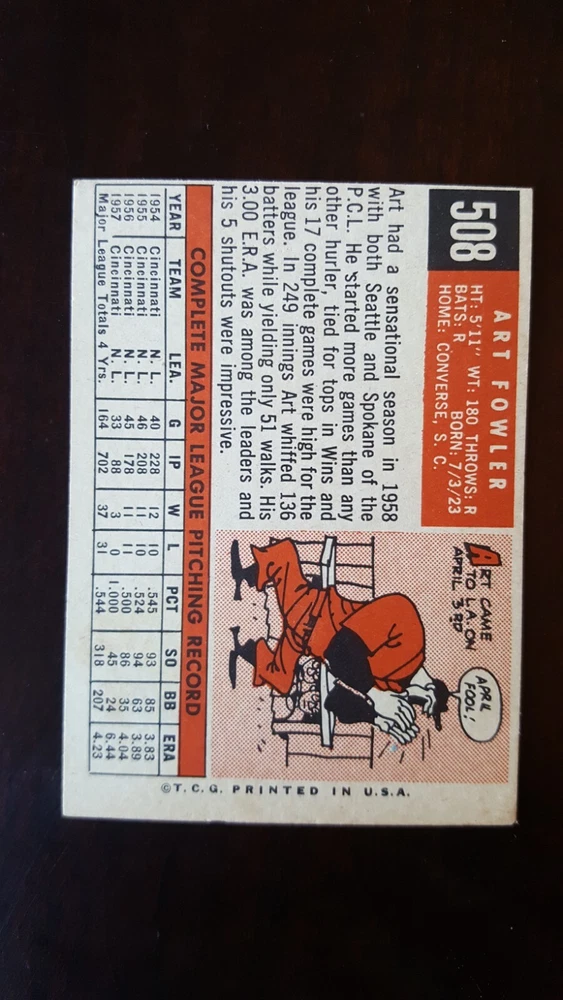 508
ART FOWLER
HT: 5'11" WT: 180 THROWS: R
BATS: R BORN: 7/3/23
HOME: CONVERSE, S. C.
Art had a sensational season in 1958
with both Seattle and Spokane of the
P.C.L. He started more games than any
other hurler, tied for tops in Wins and
his 17 complete games were high for the
league. In 249 innings Art whiffed 136
batters while yielding only 51 walks. His
3.00 E.R.A. was among the leaders and
his 5 shutouts were impressive.
ART CAME
TO L.A. ON
APRIL 3RD
APRIL
FOOL!
COMPLETE MAJOR LEAGUE PITCHING RECORD
YEAR TEAM LEA. G IP W L PCT SO BB ERA
1954 Cincinnati N. L. 40 228 12 10 .545 93 85 3.83
1955 Cincinnati N. L. 46 208 11 10 .524 94 63 3.89
1956 Cincinnati N. L. 45 178 11 11 .500 86 35 4.04
1957 Cincinnati N. L. 33 88 3 0 1.000 45 24 6.44
Major League Totals 4 Yrs. 164 702 37 31 .544 318 207 4.23
©T. C. G. PRINTED IN U.S.A.